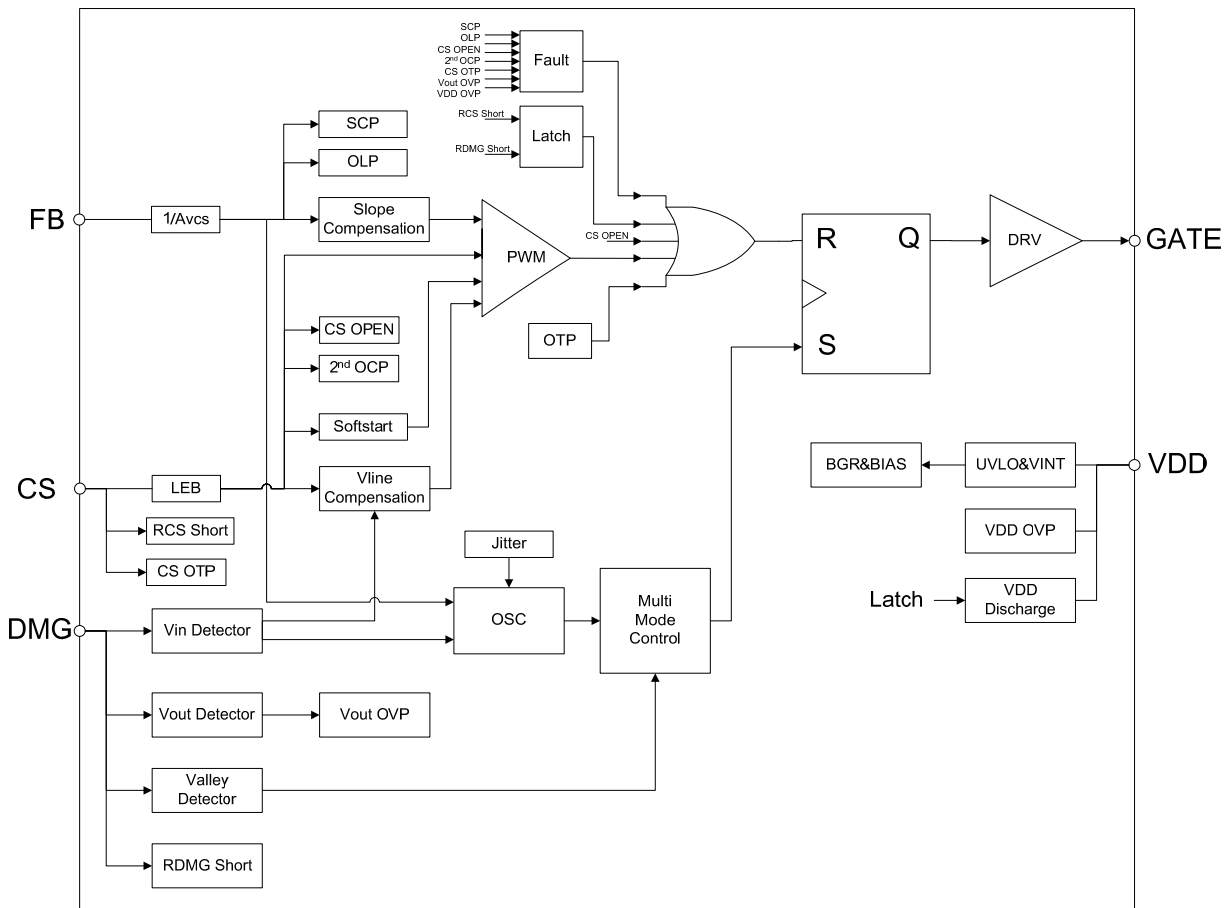 SCP
OLP
CS OPEN
2nd OCP
CS OTP
Vout OVP
VDD OVP
Fault
RCS Short
RDMG Short
Latch
SCP
OLP
FB
1/Avcs
Slope
Compensation
PWM
CS OPEN
OTP
R
Q
S
DRV
GATE
CS OPEN
2nd OCP
Softstart
CS
LEB
Vline
Compensation
RCS Short
CS OTP
BGR&BIAS
UVLO&VINT
VDD
VDD OVP
Latch
VDD
Discharge
Jitter
OSC
Multi
Mode
Control
DMG
Vin Detector
Vout Detector
Vout OVP
Valley
Detector
RDMG Short